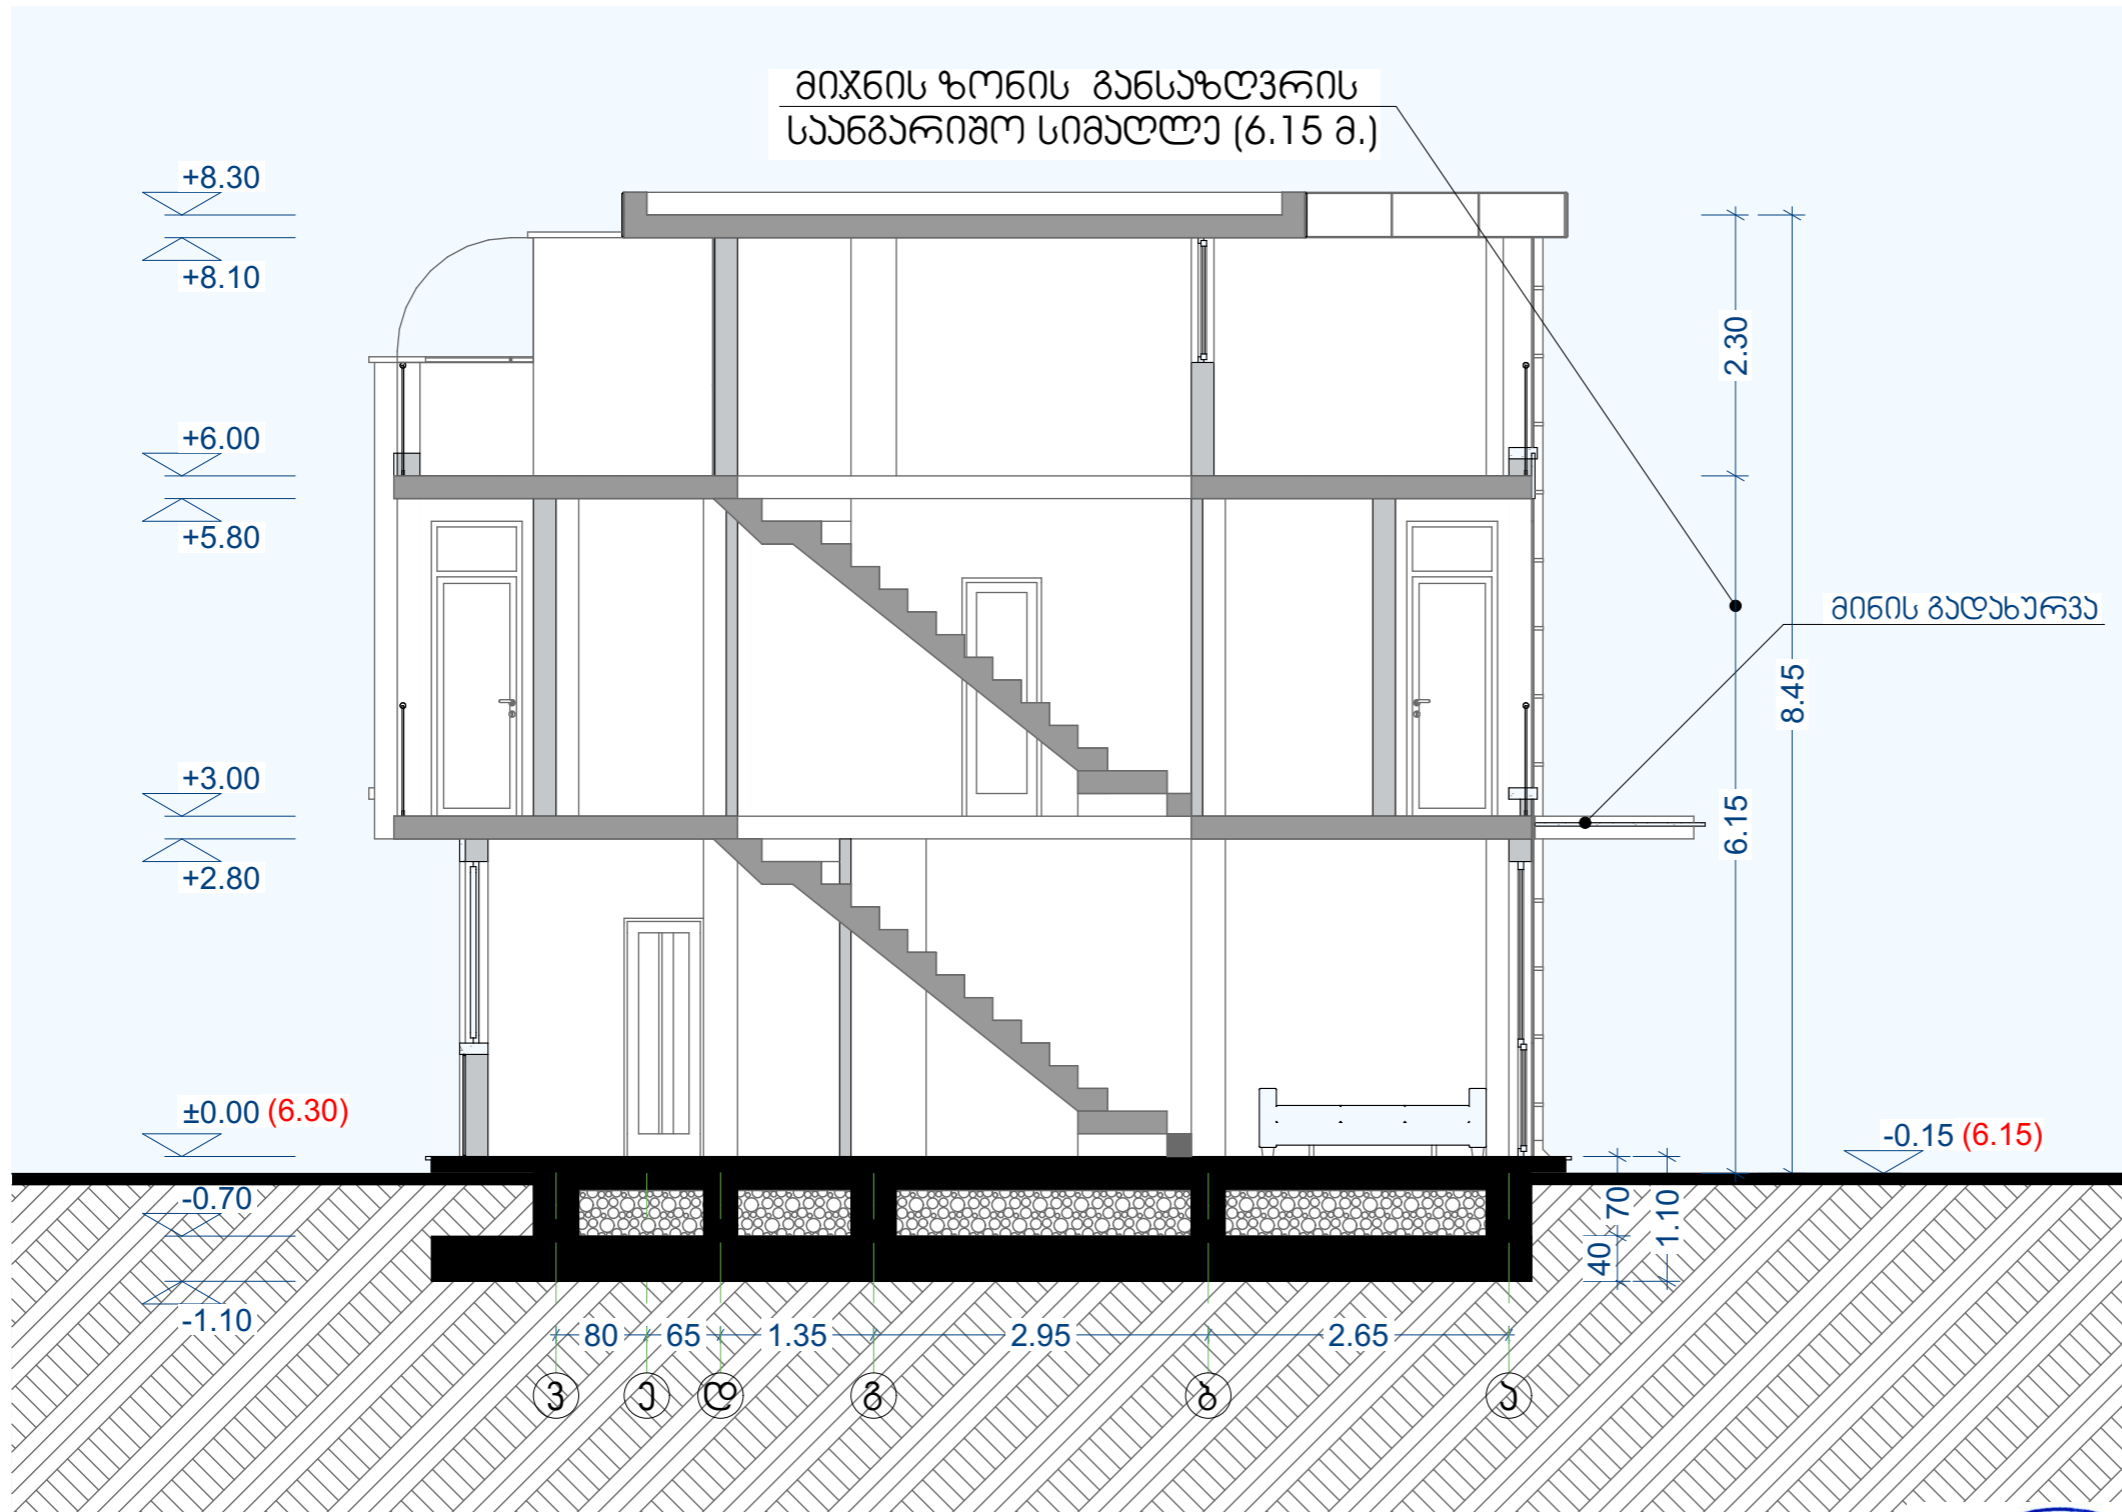 მიჯნის ზონის განსაზღვრის
საანგარიშო სიმაღლე (6.15 მ.)
+8.30
+8.10
+6.00
+5.80
+3.00
+2.80
±0.00 (6.30)
-0.70
-1.10
2.30
8.45
6.15
მინის გადახურვა
-0.15 (6.15)
70
1.10
40
80
65
1.35
2.95
2.65
ვ
ე
დ
გ
ბ
ა